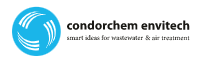 condorchem envitech
smart ideas for wastewater & air treatment